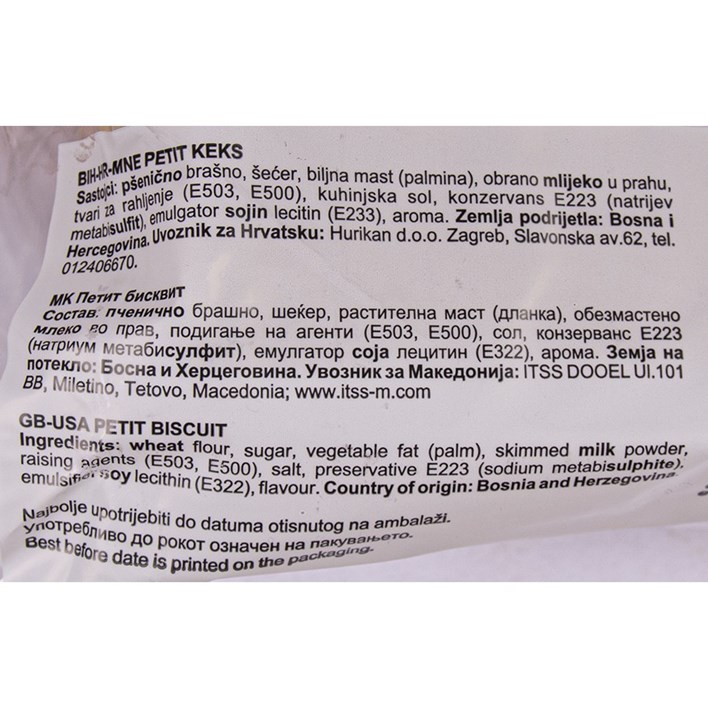 BIH-HR-MNE PETIT KEKS
Sastojci: pšenično brašno, šećer, biljna mast (palmina), obrano mlijeko u prahu,
tvari za rahljenje (E503, E500), kuhinjska sol, konzervans E223 (natrijev
metabisulfit), emulgator sojin lecitin (E233), aroma. Zemlja podrijetla: Bosna i
Hercegovina. Uvoznik za Hrvatsku: Hurikan d.o.o. Zagreb, Slavonska av.62, tel.
012406670.
МК Петит бисквит
Состав: пченично брашно, шеќер, растителна маст (дланка), обезмастено
млеко во прав, подигање на агенти (E503, E500), сол, конзерванс E223
(натриум метабисулфит), емулгатор соја лецитин (E322), арома. Земја на
потекло: Босна и Херцеговина. Увозник за Македонија: ITSS DOOEL Ul.101
BB, Miletino, Tetovo, Macedonia; www.itss-m.com
GB-USA PETIT BISCUIT
Ingredients: wheat flour, sugar, vegetable fat (palm), skimmed milk powder,
raising agents (E503, E500), salt, preservative E223 (sodium metabisulphite),
emulsifier soy lecithin (E322), flavour. Country of origin: Bosnia and Herzegovina.
Najbolje upotrijebiti do datuma otisnutog na ambalaži.
Употребливо до рокот означен на пакувањето.
Best before date is printed on the packaging.